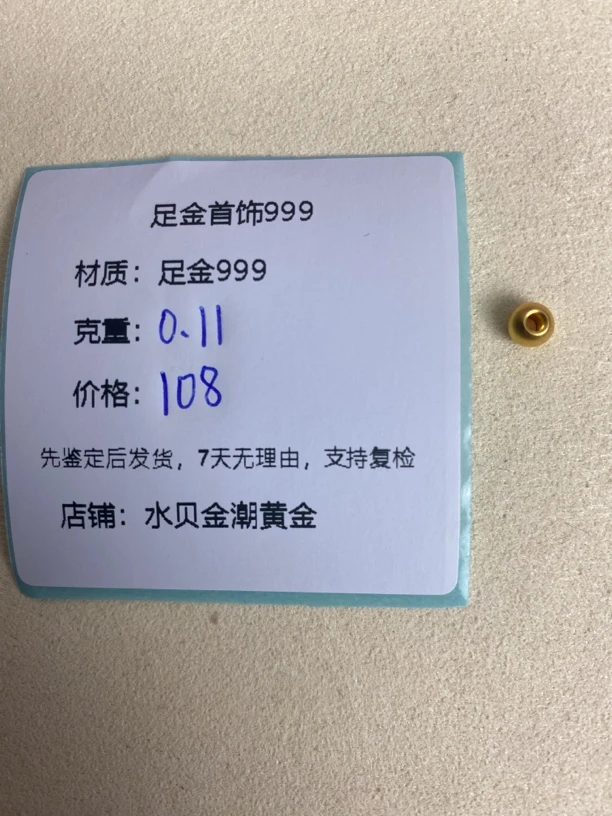 足金首饰999
材质：足金999
克重：0.11
价格：108
先鉴定后发货，7天无理由，支持复检
店铺：水贝金潮黄金